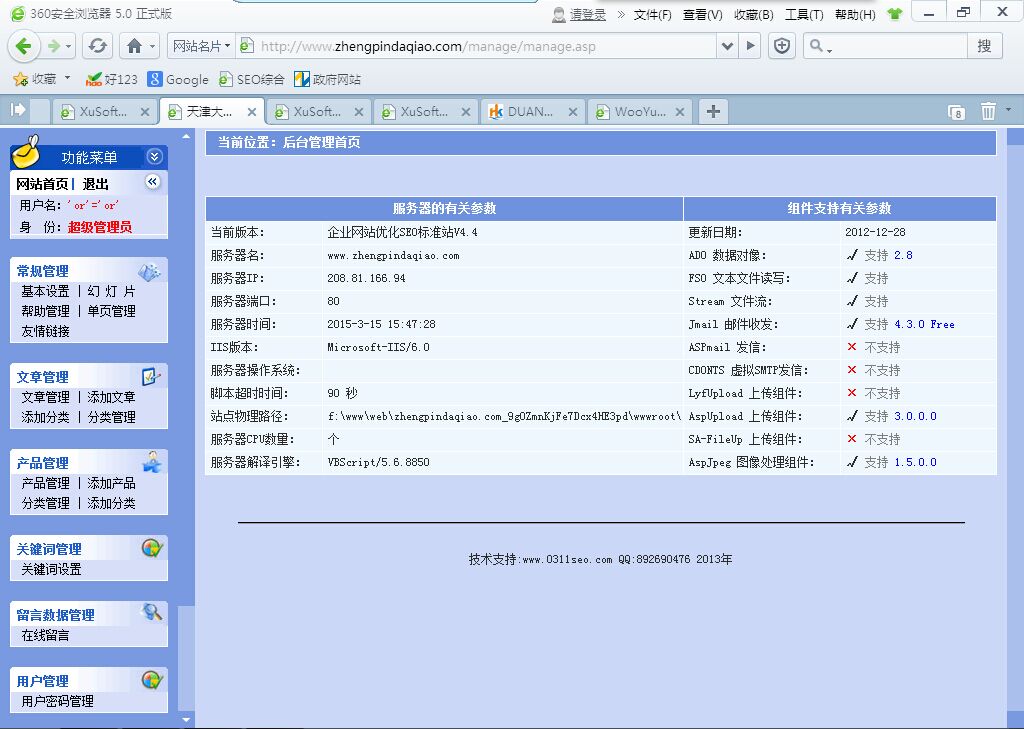 360安全浏览器 5.0 正式版
请登录 » 文件(F) 查看(V) 收藏(B) 工具(T) 帮助(H)
网站名片 http://www.zhengpindaqiao.com/manage/manage.asp 搜
收藏 好123 Google SEO综合 政府网站
XuSoft... 天津大... XuSoft... XuSoft... DUAN... WooYu... 8
功能菜单
网站首页| 退出
用户名: 'or'='or'
身 份: 超级管理员
常规管理
基本设置 | 幻 灯 片
帮助管理 | 单页管理
友情链接
文章管理
文章管理 | 添加文章
添加分类 | 分类管理
产品管理
产品管理 | 添加产品
分类管理 | 添加分类
关键词管理
关键词设置
留言数据管理
在线留言
用户管理
用户密码管理
当前位置: 后台管理首页
服务器的有关参数 组件支持有关参数
当前版本: 企业网站优化SEO标准站V4.4 更新日期: 2012-12-28
服务器名: www.zhengpindaqiao.com ADO 数据对像: 支持 2.8
服务器IP: 208.81.166.94 FSO 文本文件读写: 支持
服务器端口: 80 Stream 文件流: 支持
服务器时间: 2015-3-15 15:47:28 Jmail 邮件收发: 支持 4.3.0 Free
IIS版本: Microsoft-IIS/6.0 ASPmail 发信: 不支持
服务器操作系统: CDONTS 虚拟SMTP发信: 不支持
脚本超时时间: 90 秒 LyfUpload 上传组件: 不支持
站点物理路径: f:\www\web\zhengpindaqiao.com_9gOZmnKjFe7Dcx4ME3pd\wwwroot\ AspUpload 上传组件: 支持 3.0.0.0
服务器CPU数量: 个 SA-FileUp 上传组件: 不支持
服务器解译引擎: VBScript/5.6.8850 AspJpeg 图像处理组件: 支持 1.5.0.0
技术支持:www.0311seo.com QQ:892690476 2013年